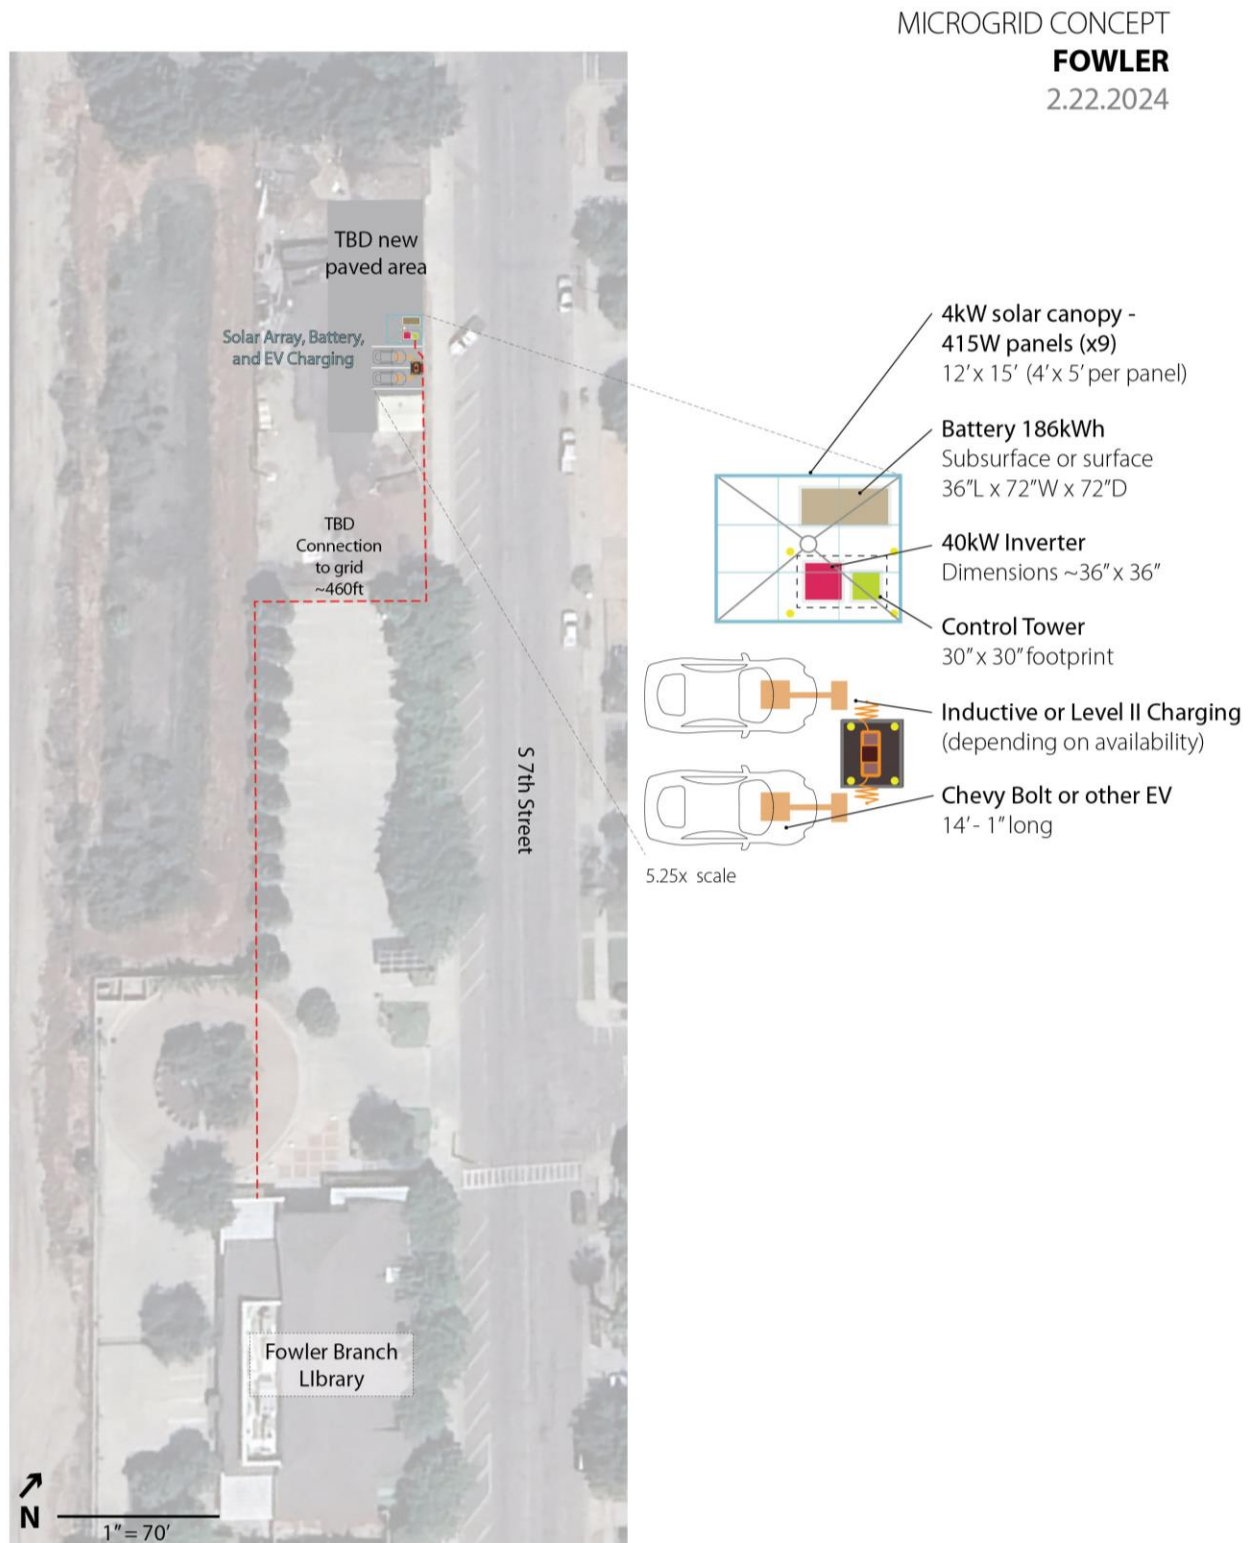 MICROGRID CONCEPT
FOWLER
2.22.2024
TBD new
paved area
Solar Array, Battery,
and EV Charging
TBD
Connection
to grid
~460ft
S 7th Street
Fowler Branch
LIbrary
N
1" = 70'
4kW solar canopy -
415W panels (x9)
12' x 15' (4' x 5' per panel)
Battery 186kWh
Subsurface or surface
36"L x 72"W x 72"D
40kW Inverter
Dimensions ~36" x 36"
Control Tower
30" x 30" footprint
Inductive or Level II Charging
(depending on availability)
Chevy Bolt or other EV
14' - 1" long
5.25x scale